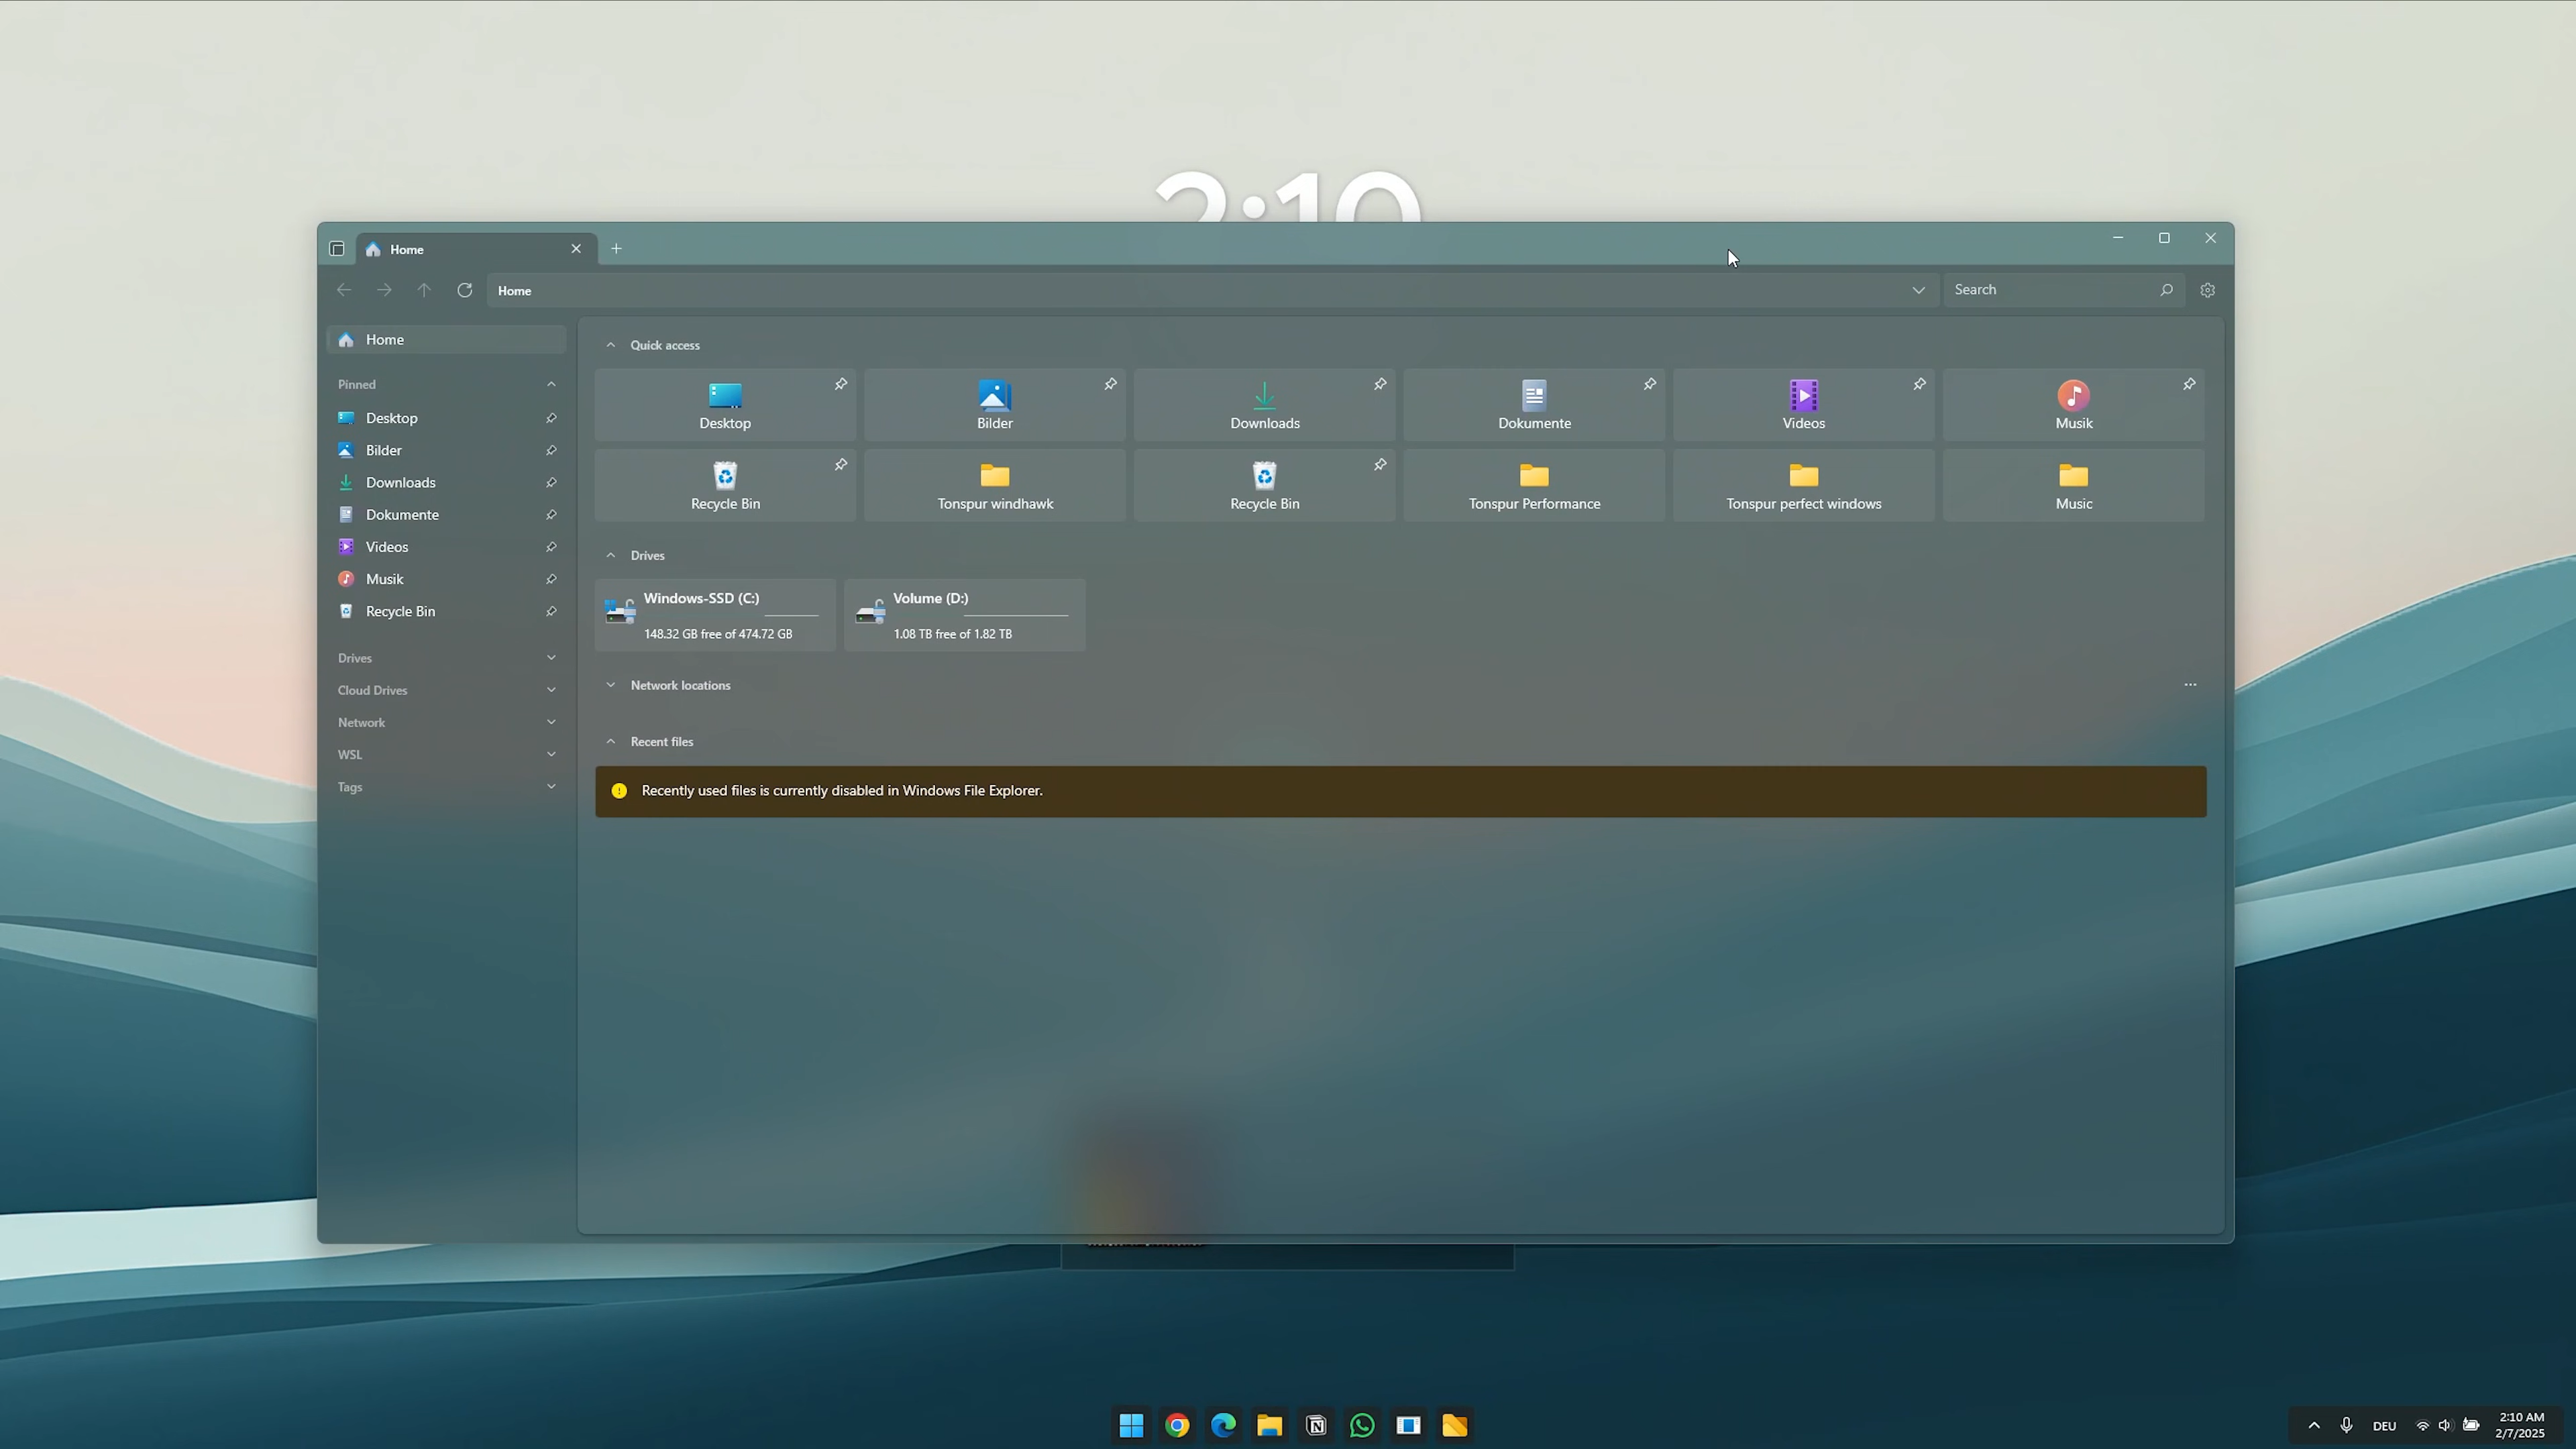 2:10
Home
Home
Search
Home
Pinned
Desktop
Bilder
Downloads
Dokumente
Videos
Musik
Recycle Bin
Drives
Cloud Drives
Network
WSL
Tags
Quick access
Desktop
Bilder
Downloads
Dokumente
Videos
Musik
Recycle Bin
Tonspur windhawk
Recycle Bin
Tonspur Performance
Tonspur perfect windows
Music
Drives
Windows-SSD (C:)
148.32 GB free of 474.72 GB
Volume (D:)
1.08 TB free of 1.82 TB
Network locations
Recent files
Recently used files is currently disabled in Windows File Explorer.
DEU
2:10 AM
2/7/2025